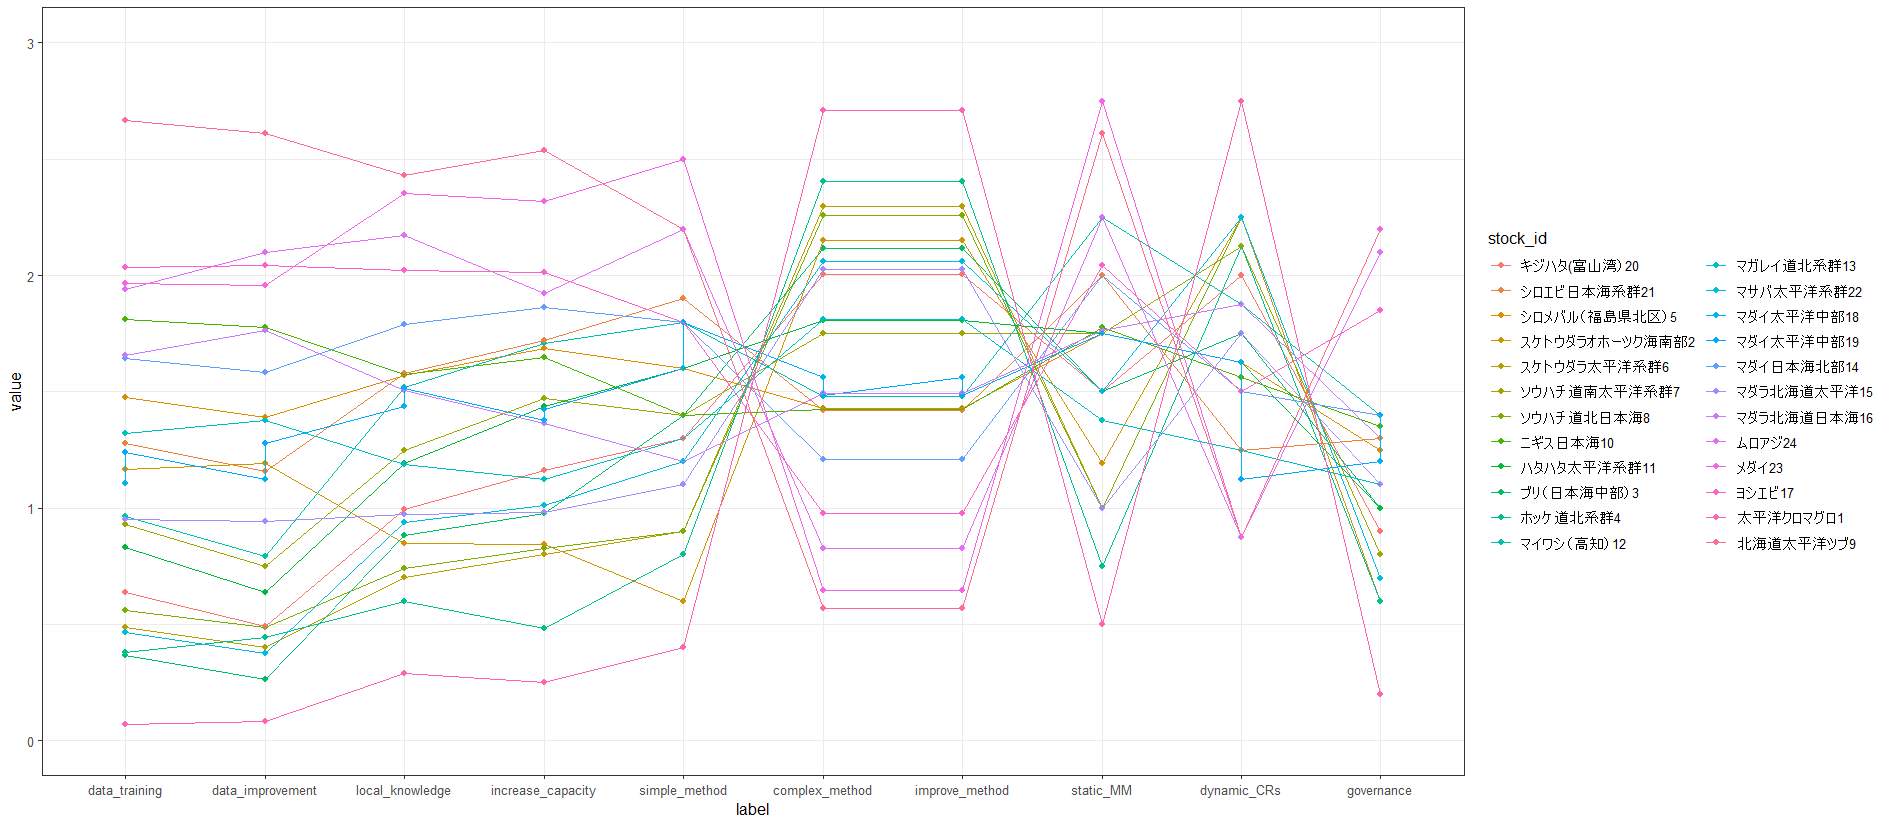 3
2
1
0
value
data_training data_improvement local_knowledge increase_capacity simple_method complex_method improve_method static_MM dynamic_CRs governance
label
stock_id
キジハタ(富山湾)20
シロエビ日本海系群21
シロメバル(福島県北区)5
スケトウダラオホーツク海南部2
スケトウダラ太平洋系群6
ソウハチ道南太平洋系群7
ソウハチ道北日本海8
ニギス日本海10
ハタハタ太平洋系群11
ブリ(日本海中部)3
ホッケ道北系群4
マイワシ(高知)12
マガレイ道北系群13
マサバ太平洋系群22
マダイ太平洋中部18
マダイ太平洋中部19
マダイ日本海北部14
マダラ北海道太平洋15
マダラ北海道日本海16
ムロアジ24
メダイ23
ヨシエビ17
太平洋クロマグロ1
北海道太平洋ツブ9